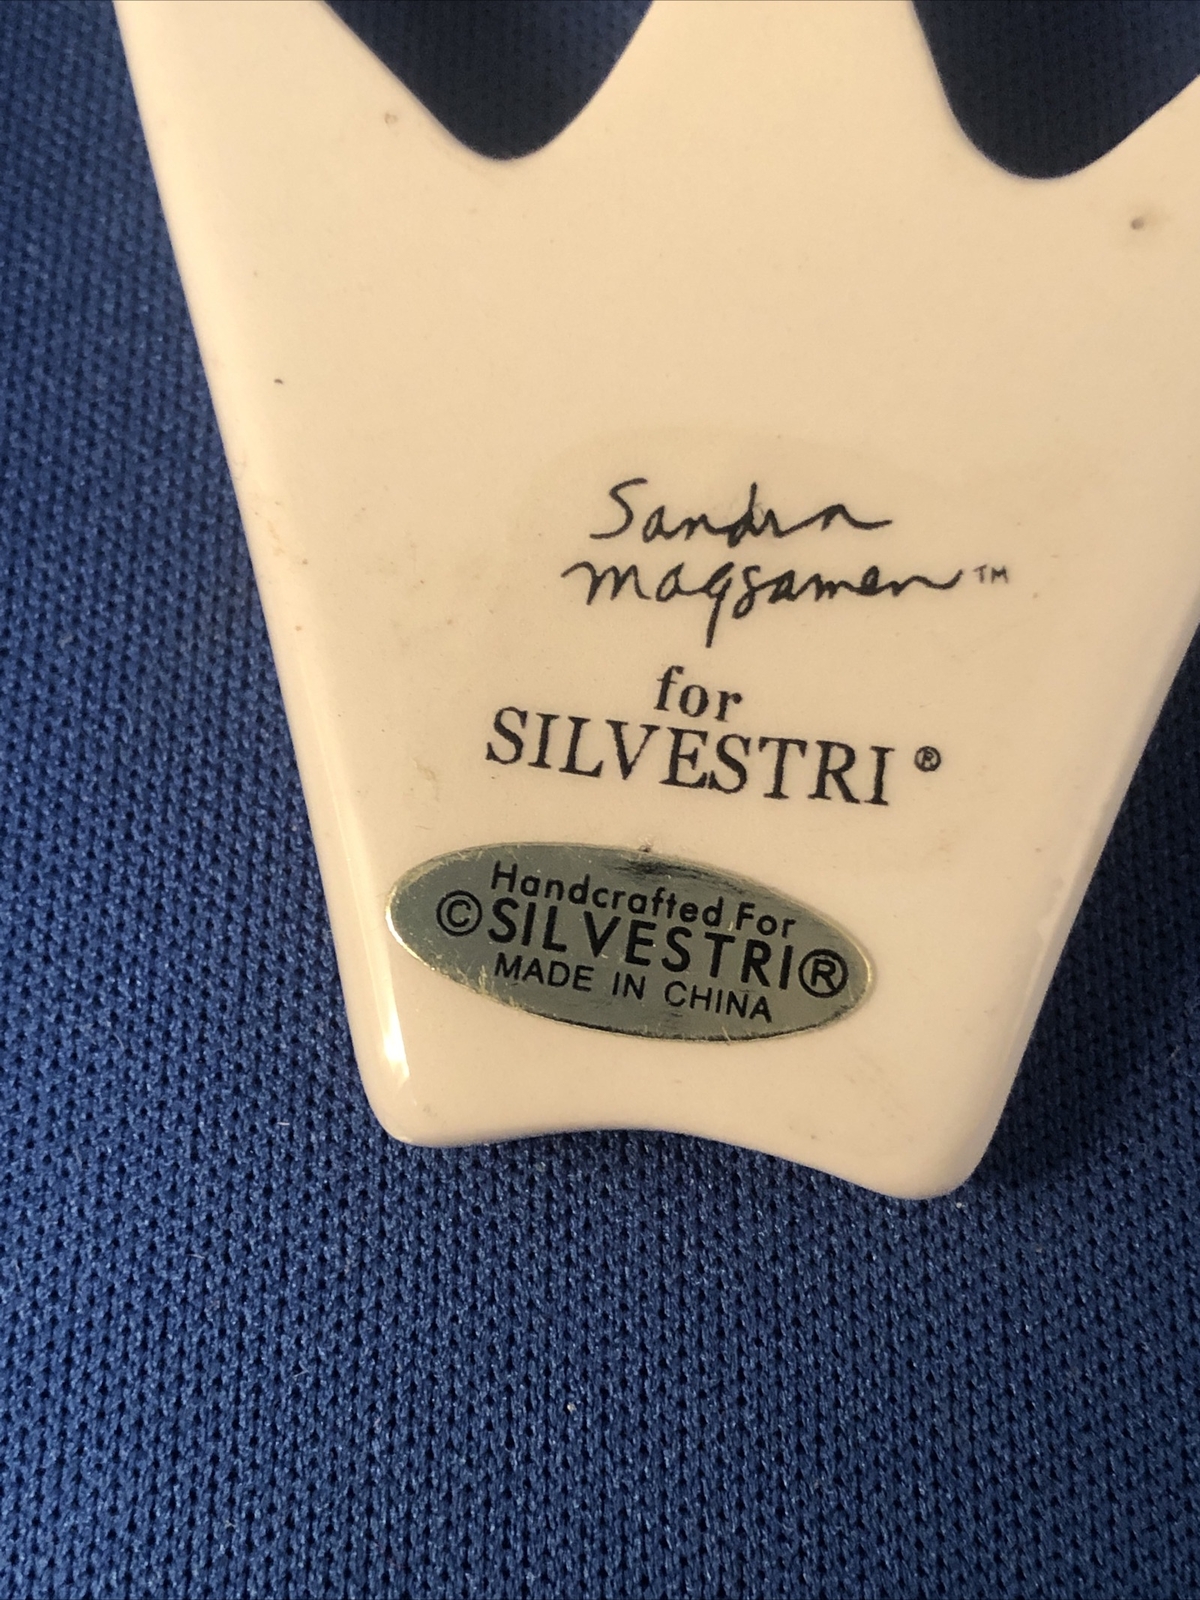 Sandra
Magsamen™
for
SILVESTRI®
Handcrafted For
©SILVESTRI®
MADE IN CHINA